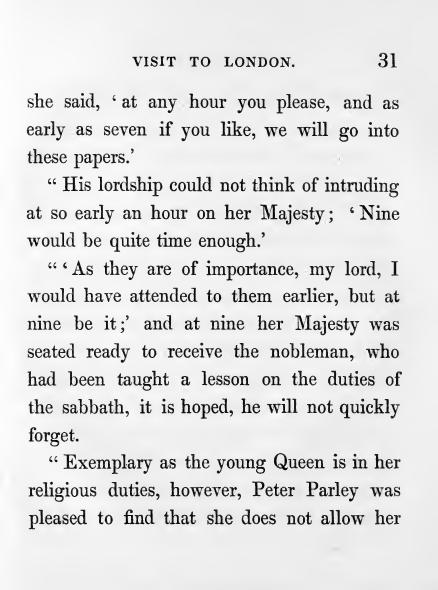 VISIT TO LONDON. 31
she said, ‘ at any hour you please, and as
early as seven if you like, we will go into
these papers.’
“ His lordship could not think of intruding
at so early an hour on her Majesty; ‘ Nine
would be quite time enough.’
“ ‘ As they are of importance, my lord, I
would have attended to them earlier, but at
nine be it;’ and at nine her Majesty was
seated ready to receive the nobleman, who
had been taught a lesson on the duties of
the sabbath, it is hoped, he will not quickly
forget.
“ Exemplary as the young Queen is in her
religious duties, however, Peter Parley was
pleased to find that she does not allow her